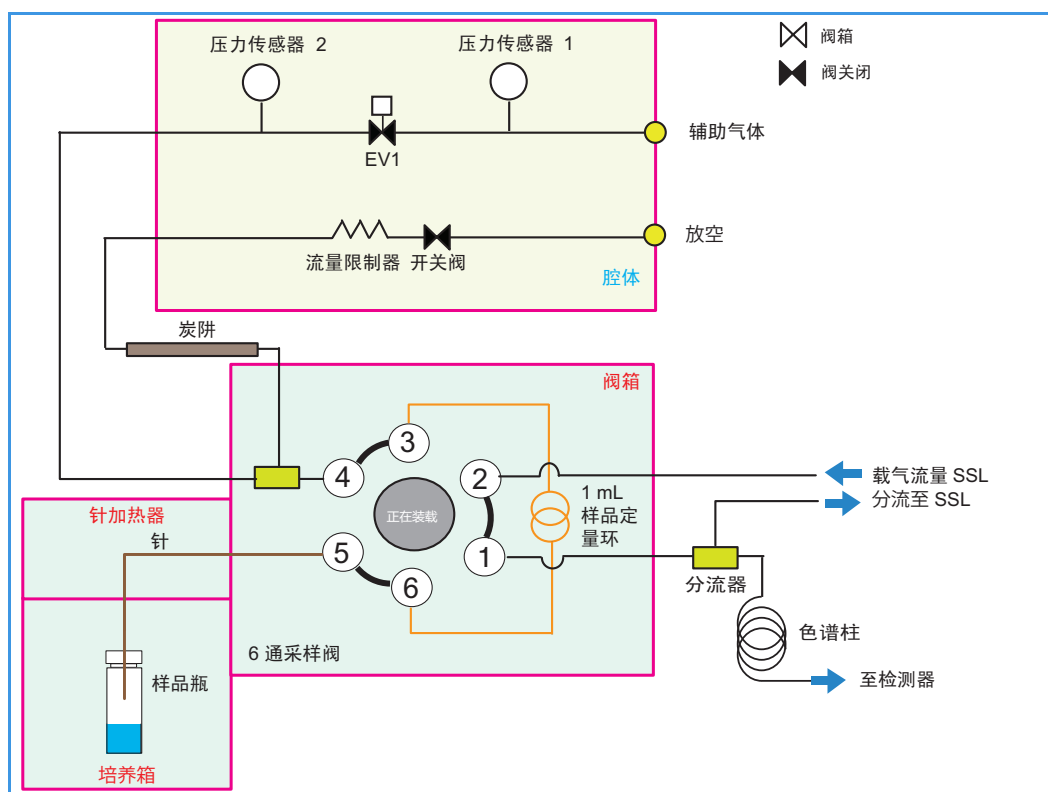 压力传感器 2
压力传感器 1
阀箱
阀关闭
EV1
辅助气体
流量限制器
开关阀
放空
腔体
炭阱
阀箱
3
4
2
1 mL
样品定
量环
载气流量 SSL
分流至 SSL
正在装载
针加热器
针
5
1
6
分流器
6 通采样阀
色谱柱
样品瓶
至检测器
培养箱